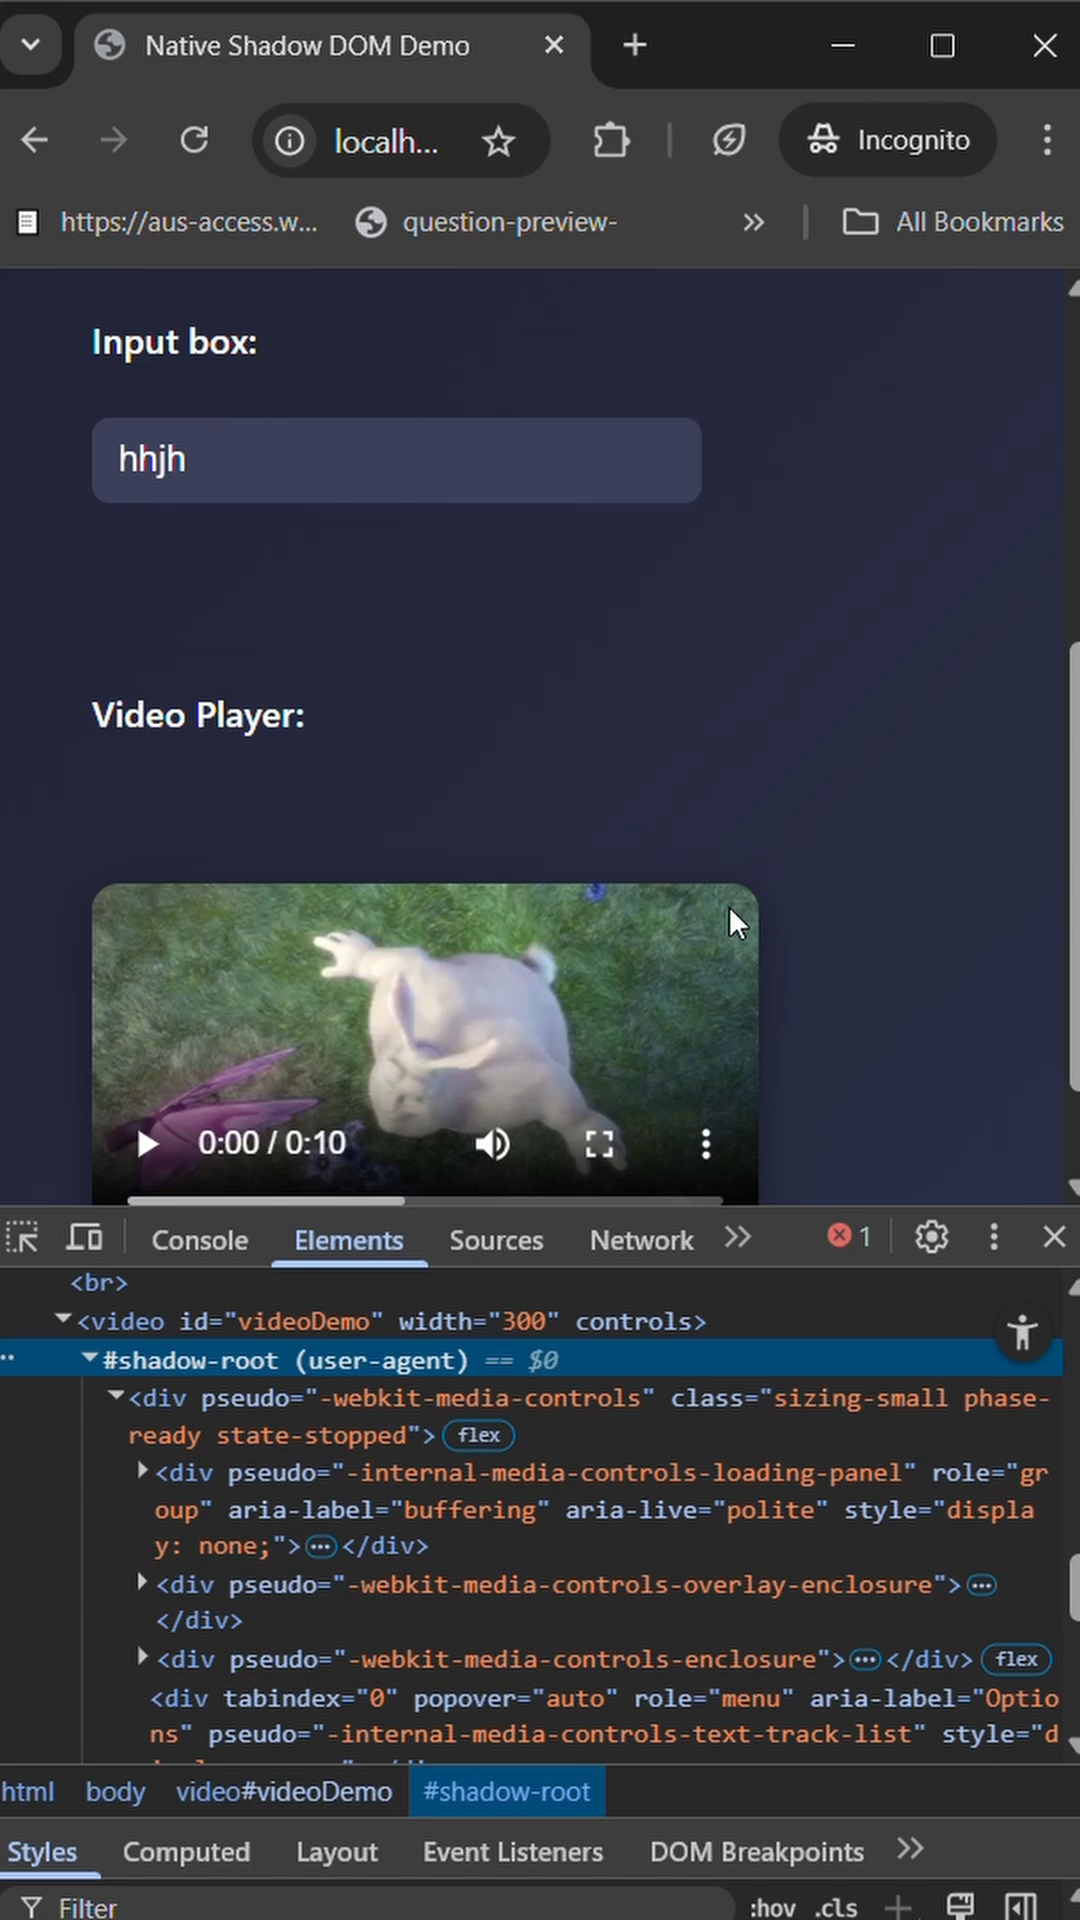 Native Shadow DOM Demo
localh... Incognito
https://aus-access.w... question-preview- » All Bookmarks
Input box:
hhjh
Video Player:
0:00 / 0:10
Console Elements Sources Network » 1
<br>
<video id="videoDemo" width="300" controls>
#shadow-root (user-agent) == $0
<div pseudo="-webkit-media-controls" class="sizing-small phase-
ready state-stopped"> flex
<div pseudo="-internal-media-controls-loading-panel" role="gr
oup" aria-label="buffering" aria-live="polite" style="displa
y: none;"> … </div>
<div pseudo="-webkit-media-controls-overlay-enclosure"> …
</div>
<div pseudo="-webkit-media-controls-enclosure"> … </div> flex
<div tabindex="0" popover="auto" role="menu" aria-label="Optio
ns" pseudo="-internal-media-controls-text-track-list" style="d
html body video#videoDemo #shadow-root
Styles Computed Layout Event Listeners DOM Breakpoints »
Filter :hov .cls